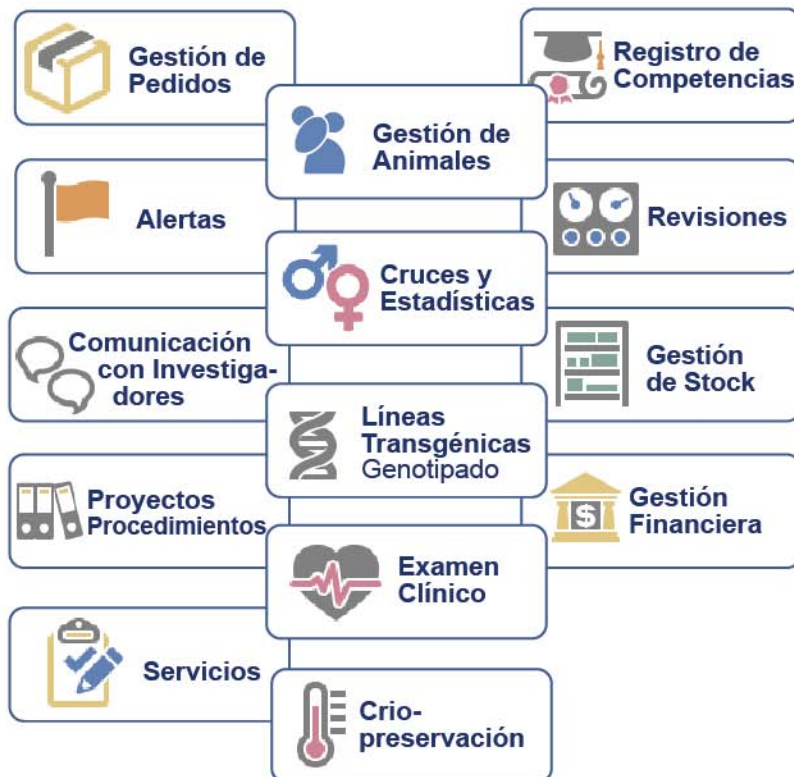 Gestión de
Pedidos
Registro de
Competencias
Gestión de
Animales
Alertas
Revisiones
Cruces y
Estadísticas
Comunicación
con Investiga-
dores
Gestión
de Stock
Líneas
Transgénicas
Genotipado
Proyectos
Procedimientos
$
Gestión
Financiera
Examen
Clínico
Servicios
Crio-
preservación